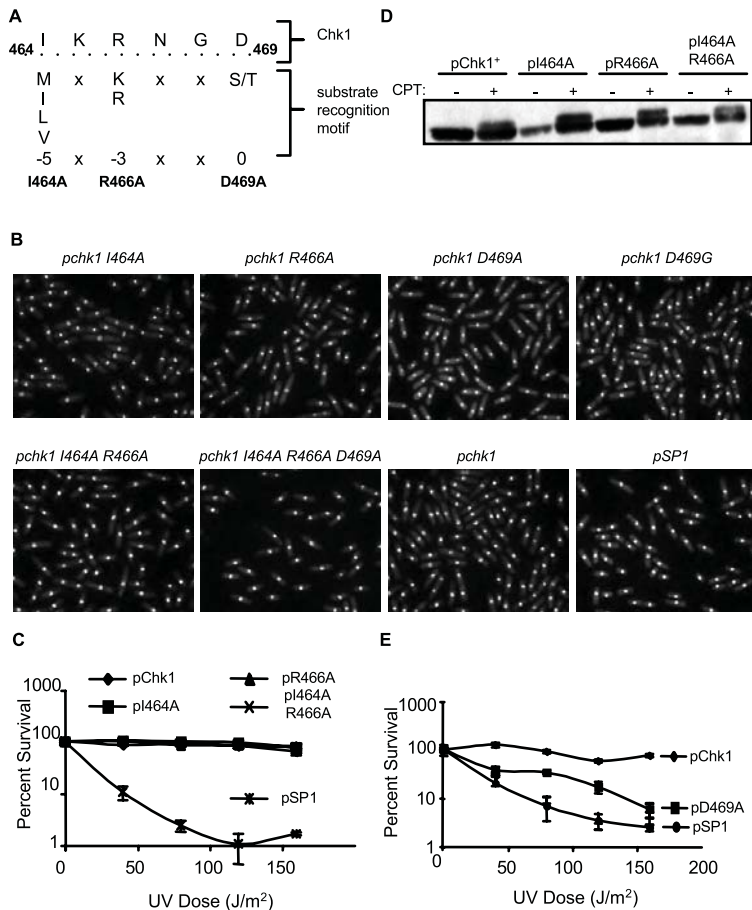 A
I K R N G D
464 469
Chk1
M x K x x S/T
I R
L
V
-5 x -3 x x 0
I464A R466A D469A
substrate
recognition
motif
D
pChk1+ pI464A pR466A pI464A
R466A
CPT: - + - + - + - +
B
pchk1 I464A
pchk1 R466A
pchk1 D469A
pchk1 D469G
pchk1 I464A R466A
pchk1 I464A R466A D469A
pchk1
pSP1
C
pChk1
pI464A
pR466A
pI464A
R466A
pSP1
Percent Survival
1000
100
10
1
0 50 100 150
UV Dose (J/m2)
E
Percent Survival
1000
100
10
1
pChk1
pD469A
pSP1
0 50 100 150 200
UV Dose (J/m2)